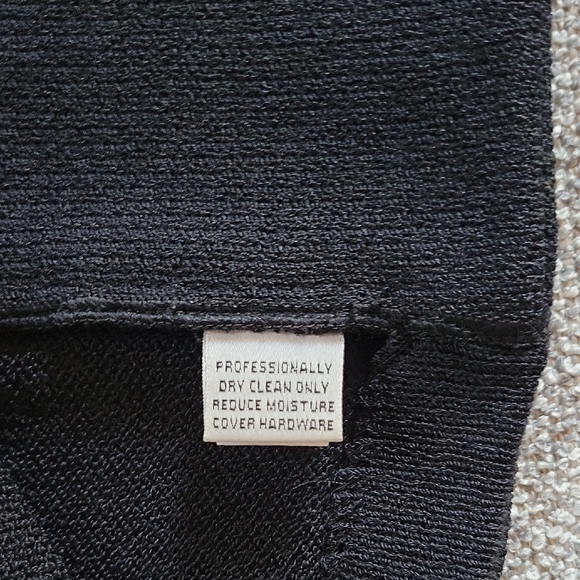 PROFESSIONALLY
DRY CLEAN ONLY
REDUCE MOISTURE
COVER HARDWARE